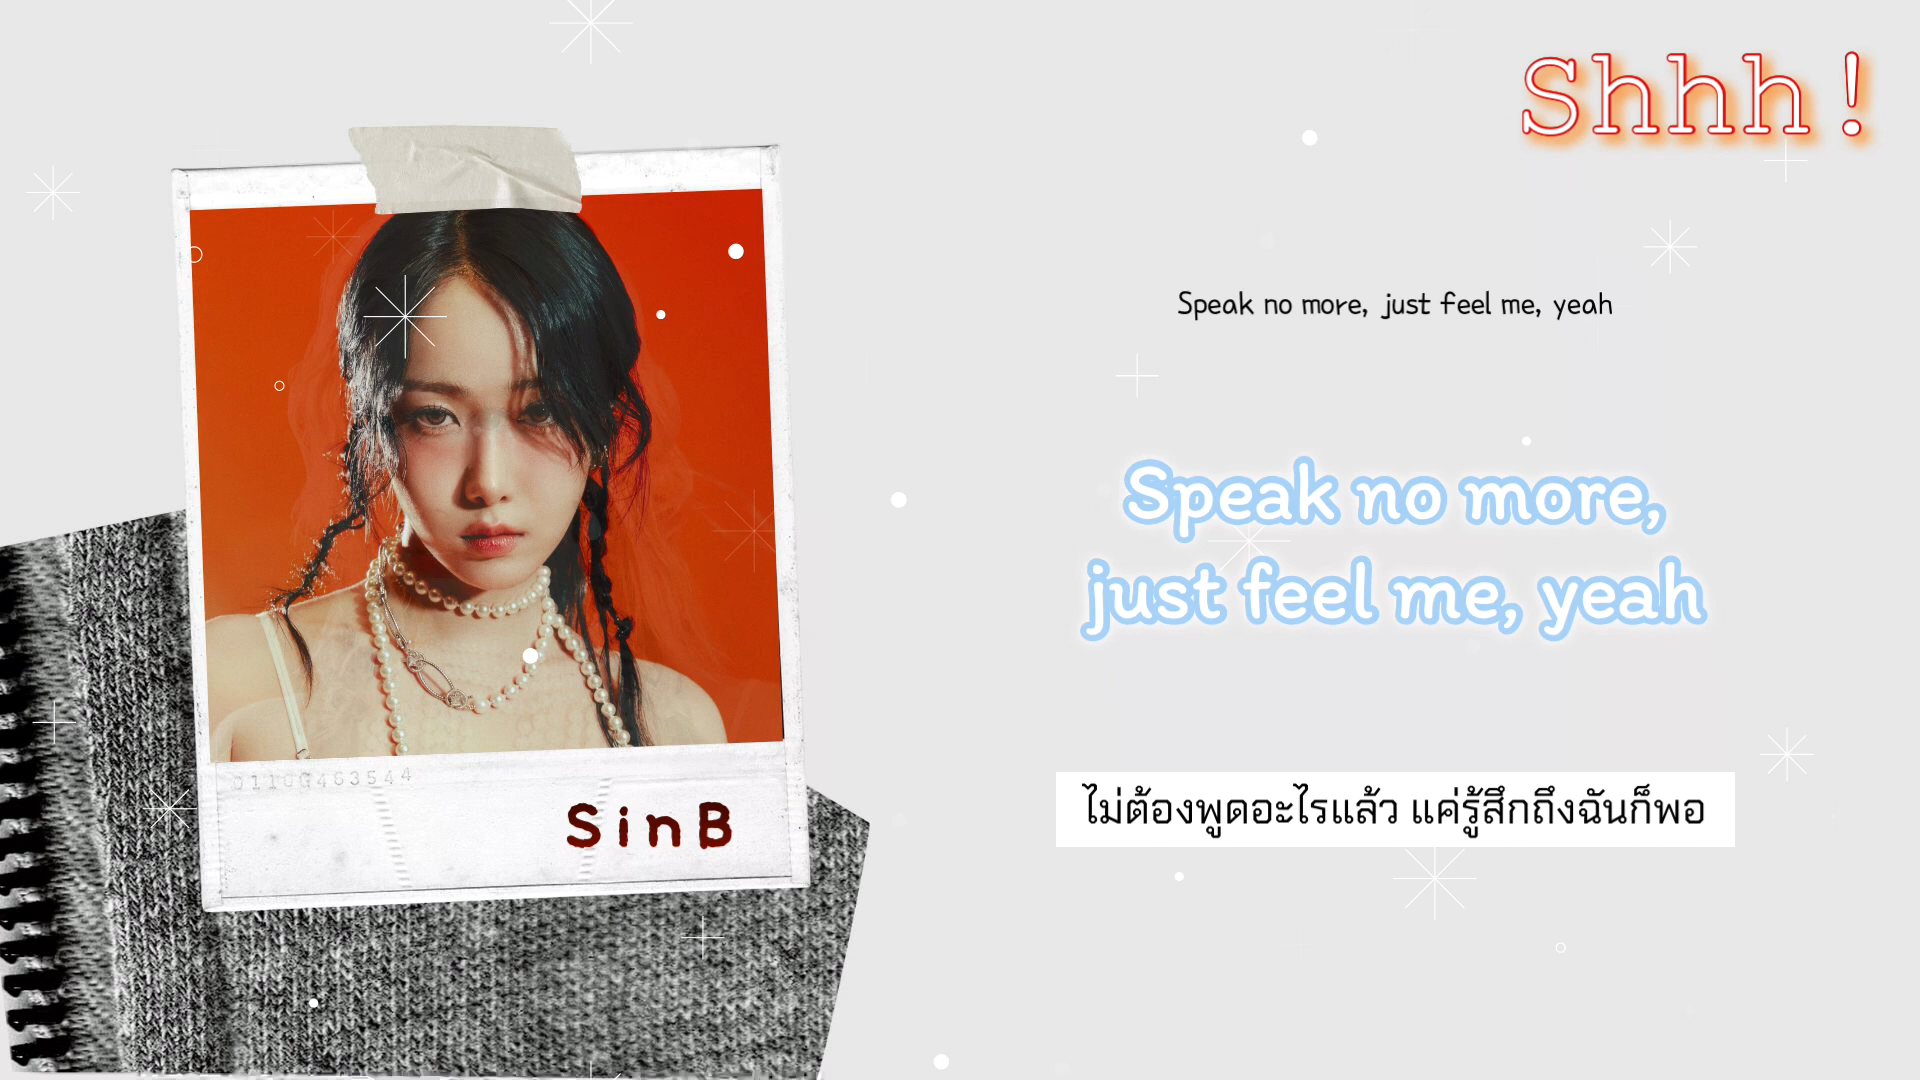 Shhh!
Speak no more, just feel me, yeah
Speak no more,
just feel me, yeah
ไม่ต้องพูดอะไรแล้ว แค่รู้สึกถึงฉันก็พอ
01100463544
SinB